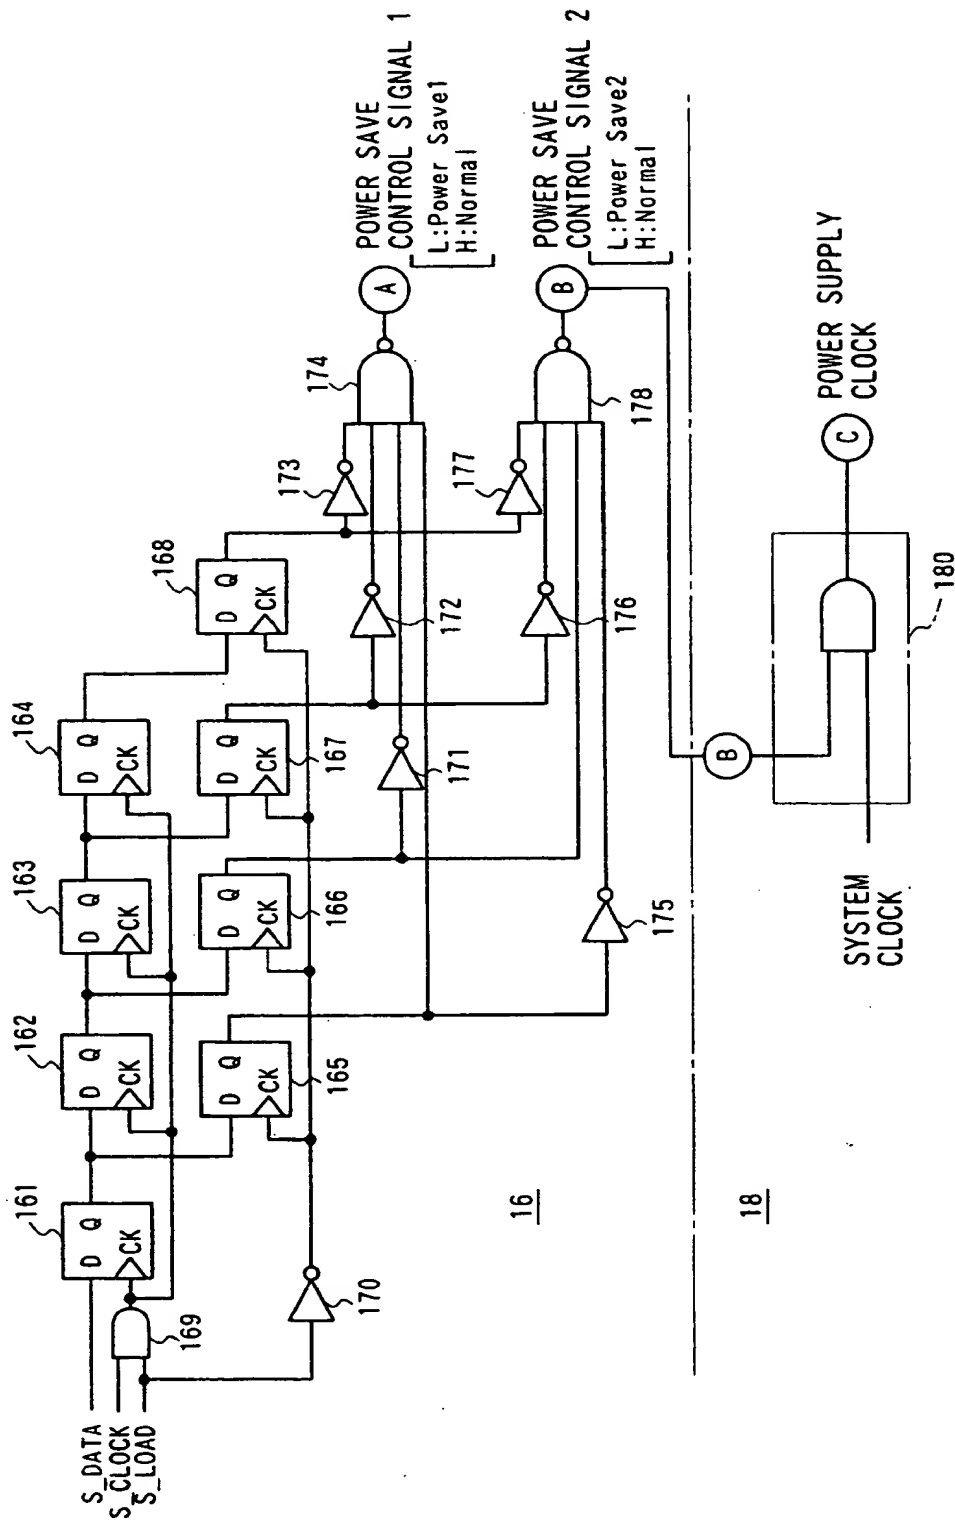 S_DATA
S_CLOCK
S_LOAD
169
170
161
D Q
CK
162
D Q
CK
163
D Q
CK
164
D Q
CK
165
D Q
CK
166
D Q
CK
167
D Q
CK
168
D Q
CK
171
172
173
174
175
176
177
178
A
POWER SAVE
CONTROL SIGNAL 1
L:Power Save1
H:Normal
B
POWER SAVE
CONTROL SIGNAL 2
L:Power Save2
H:Normal
16
18
B
SYSTEM
CLOCK
180
C
POWER SUPPLY
CLOCK